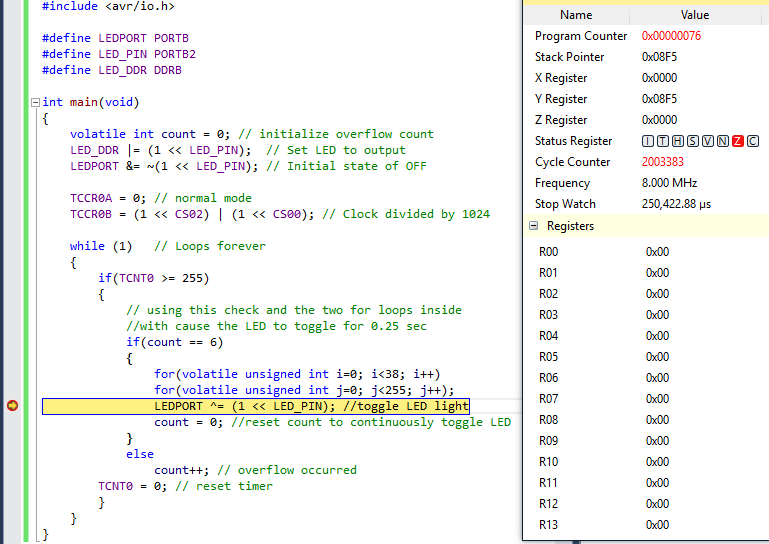 #include <avr/io.h>
#define LEDPORT PORTB
#define LED_PIN PORTB2
#define LED_DDR DDRB
int main(void)
{
volatile int count = 0; // initialize overflow count
LED_DDR |= (1 << LED_PIN);  // Set LED to output
LEDPORT &= ~(1 << LED_PIN); // Initial state of OFF
TCCR0A = 0; // normal mode
TCCR0B = (1 << CS02) | (1 << CS00); // Clock divided by 1024
while (1)   // Loops forever
{
if(TCNT0 >= 255)
{
// using this check and the two for loops inside
//with cause the LED to toggle for 0.25 sec
if(count == 6)
{
for(volatile unsigned int i=0; i<38; i++)
for(volatile unsigned int j=0; j<255; j++);
LEDPORT ^= (1 << LED_PIN); //toggle LED light
count = 0; //reset count to continuously toggle LED
}
else
count++; // overflow occurred
TCNT0 = 0; // reset timer
}
}
}
Name Value
Program Counter 0x00000076
Stack Pointer 0x08F5
X Register 0x0000
Y Register 0x08F5
Z Register 0x0000
Status Register I T H S V N Z C
Cycle Counter 2003383
Frequency 8.000 MHz
Stop Watch 250,422.88 µs
Registers
R00 0x00
R01 0x00
R02 0x00
R03 0x00
R04 0x00
R05 0x00
R06 0x00
R07 0x00
R08 0x00
R09 0x00
R10 0x00
R11 0x00
R12 0x00
R13 0x00